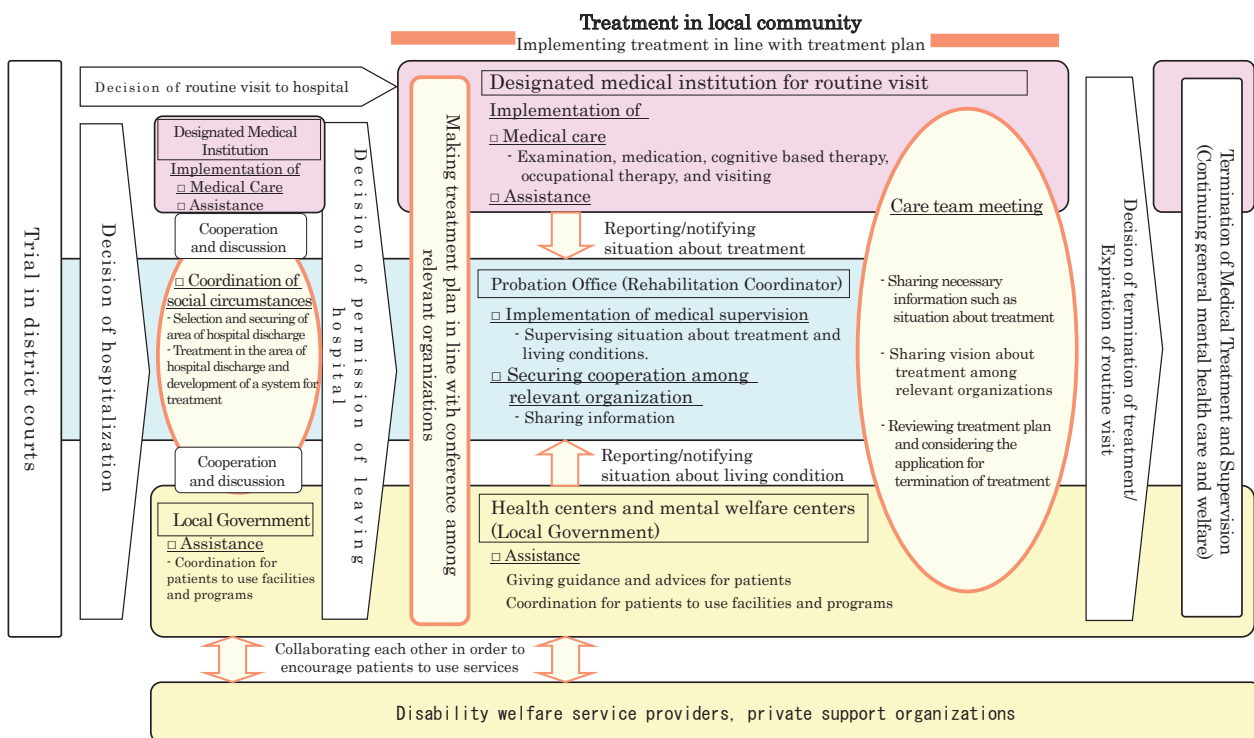 Treatment in local community
Implementing treatment in line with treatment plan
Trial in district courts
Decision of routine visit to hospital
Decision of hospitalization
Designated Medical
Institution
Implementation of
□ Medical Care
□ Assistance
Cooperation
and discussion
□ Coordination of
social circumstances
- Selection and securing of
area of hospital discharge
- Treatment in the area of
hospital discharge and
development of a system for
treatment
Cooperation
and discussion
Local Government
□ Assistance
- Coordination for
patients to use facilities
and programs
Decision of permission of leaving
hospital
Making treatment plan in line with conference among
relevant organizations
Designated medical institution for routine visit
Implementation of
□ Medical care
- Examination, medication, cognitive based therapy,
occupational therapy, and visiting
□ Assistance
Reporting/notifying
situation about treatment
Probation Office (Rehabilitation Coordinator)
□ Implementation of medical supervision
- Supervising situation about treatment and
living conditions.
□ Securing cooperation among
relevant organization
- Sharing information
Reporting/notifying
situation about living condition
Health centers and mental welfare centers
(Local Government)
□ Assistance
Giving guidance and advices for patients
Coordination for patients to use facilities and programs
Care team meeting
- Sharing necessary
information such as
situation about treatment
- Sharing vision about
treatment among
relevant organizations
- Reviewing treatment plan
and considering the
application for
termination of treatment
Decision of termination of treatment/
Expiration of routine visit
Termination of Medical Treatment and Supervision
(Continuing general mental health care and welfare)
Collaborating each other in order to
encourage patients to use services
Disability welfare service providers, private support organizations